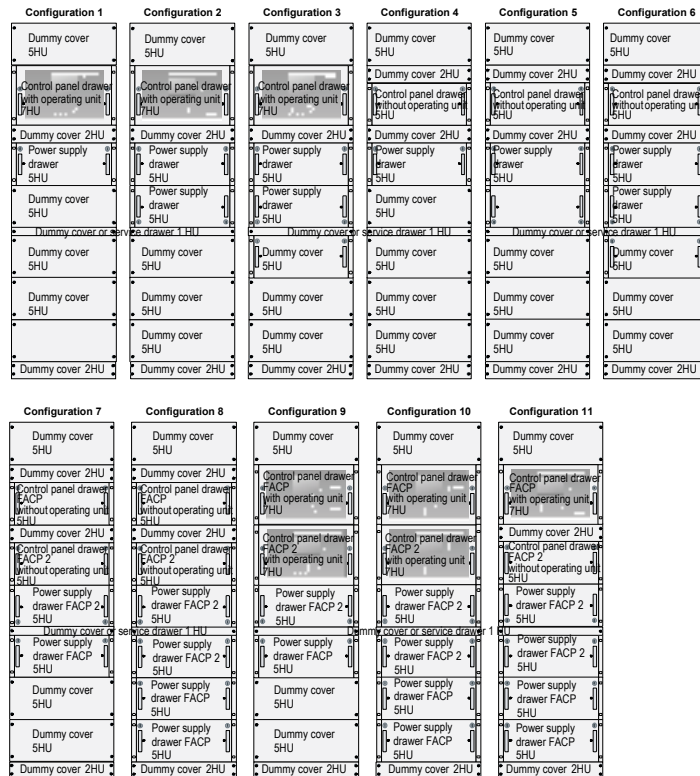 Configuration 1
Dummy cover
5HU
Control panel drawer
with operating unit
7HU
Dummy cover 2HU
Power supply
drawer
5HU
Dummy cover
5HU
Dummy cover or service drawer 1 HU
Dummy cover
5HU
Dummy cover
5HU
Dummy cover 2HU
Configuration 2
Dummy cover
5HU
Control panel drawer
with operating unit
7HU
Dummy cover 2HU
Power supply
drawer
5HU
Power supply
drawer
5HU
Dummy cover
5HU
Dummy cover
5HU
Dummy cover
5HU
Dummy cover 2HU
Configuration 3
Dummy cover
5HU
Control panel drawer
with operating unit
7HU
Dummy cover 2HU
Power supply
drawer
5HU
Power supply
drawer
5HU
Dummy cover or service drawer 1 HU
Dummy cover
5HU
Dummy cover
5HU
Dummy cover
5HU
Dummy cover 2HU
Configuration 4
Dummy cover
5HU
Dummy cover 2HU
Control panel drawer
without operating unit
5HU
Dummy cover 2HU
Power supply
drawer
5HU
Dummy cover
5HU
Dummy cover
5HU
Dummy cover
5HU
Dummy cover
5HU
Dummy cover 2HU
Configuration 5
Dummy cover
5HU
Dummy cover 2HU
Control panel drawer
without operating unit
5HU
Dummy cover 2HU
Power supply
drawer
5HU
Dummy cover or service drawer 1 HU
Dummy cover
5HU
Dummy cover
5HU
Dummy cover
5HU
Dummy cover 2HU
Configuration 6
Dummy cover
5HU
Dummy cover 2HU
Control panel drawer
without operating un
5HU
Dummy cover 2HU
Power supply
drawer
5HU
Power supply
drawer
5HU
Dummy cover
5HU
Dummy cover
5HU
Dummy cover
5HU
Dummy cover 2HU
Configuration 7
Dummy cover
5HU
Dummy cover 2HU
Control panel drawer
FACP
without operating unit
5HU
Dummy cover 2HU
Control panel drawer
FACP 2
without operating unit
5HU
Power supply
drawer FACP 2
5HU
Dummy cover or service drawer 1 HU
Power supply
drawer FACP
5HU
Dummy cover
5HU
Dummy cover
5HU
Dummy cover 2HU
Configuration 8
Dummy cover
5HU
Dummy cover 2HU
Control panel drawer
FACP
without operating unit
5HU
Dummy cover 2HU
Control panel drawer
FACP 2
without operating unit
5HU
Power supply
drawer FACP 2
5HU
Power supply
drawer FACP 2
5HU
Power supply
drawer FACP
5HU
Power supply
drawer FACP
5HU
Dummy cover 2HU
Configuration 9
Dummy cover
5HU
Control panel drawer
FACP
with operating unit
7HU
Control panel drawer
FACP 2
with operating unit
7HU
Power supply
drawer FACP 2
5HU
Dummy cover or service drawer 1 HU
Power supply
drawer FACP
5HU
Dummy cover
5HU
Dummy cover
5HU
Dummy cover 2HU
Configuration 10
Dummy cover
5HU
Control panel drawer
FACP
with operating unit
7HU
Control panel drawer
FACP 2
with operating unit
7HU
Power supply
drawer FACP 2
5HU
Power supply
drawer FACP 2
5HU
Power supply
drawer FACP
5HU
Power supply
drawer FACP
5HU
Dummy cover 2HU
Configuration 11
Dummy cover
5HU
Control panel drawer
FACP
with operating unit
7HU
Dummy cover 2HU
Control panel drawer
FACP 2
without operating unit
5HU
Power supply
drawer FACP 2
5HU
Power supply
drawer FACP 2
5HU
Power supply
drawer FACP
5HU
Power supply
drawer FACP
5HU
Dummy cover 2HU